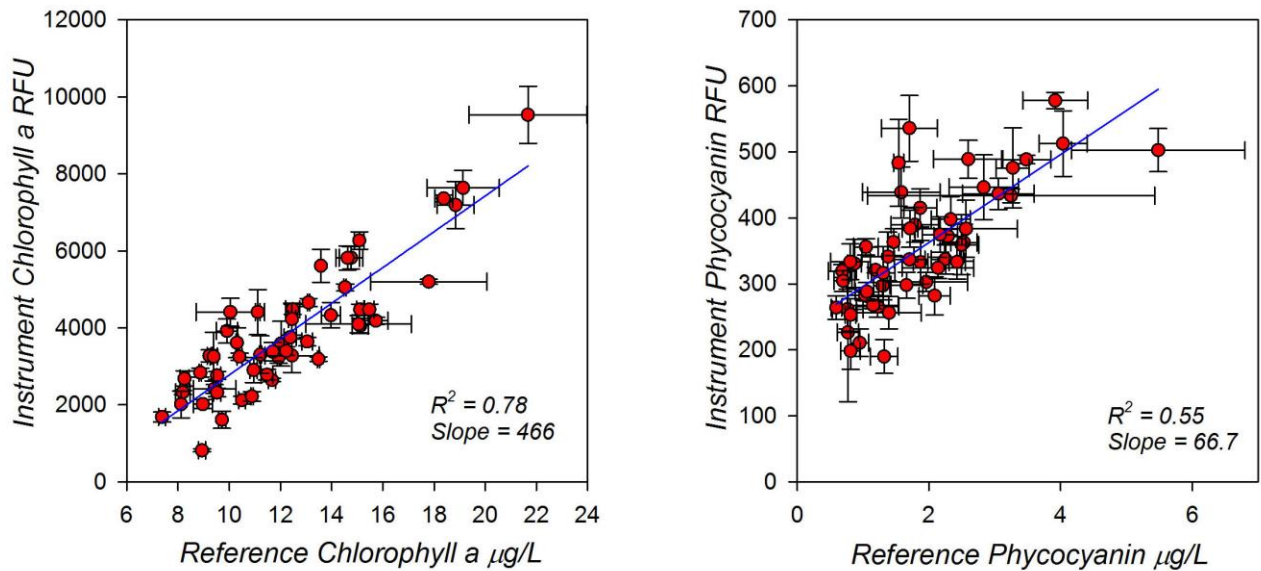 Instrument Chlorophyll a RFU
12000
10000
8000
6000
4000
2000
0
R² = 0.78
Slope = 466
6 8 10 12 14 16 18 20 22 24
Reference Chlorophyll a µg/L
Instrument Phycocyanin RFU
700
600
500
400
300
200
100
0
R² = 0.55
Slope = 66.7
0 2 4 6
Reference Phycocyanin µg/L